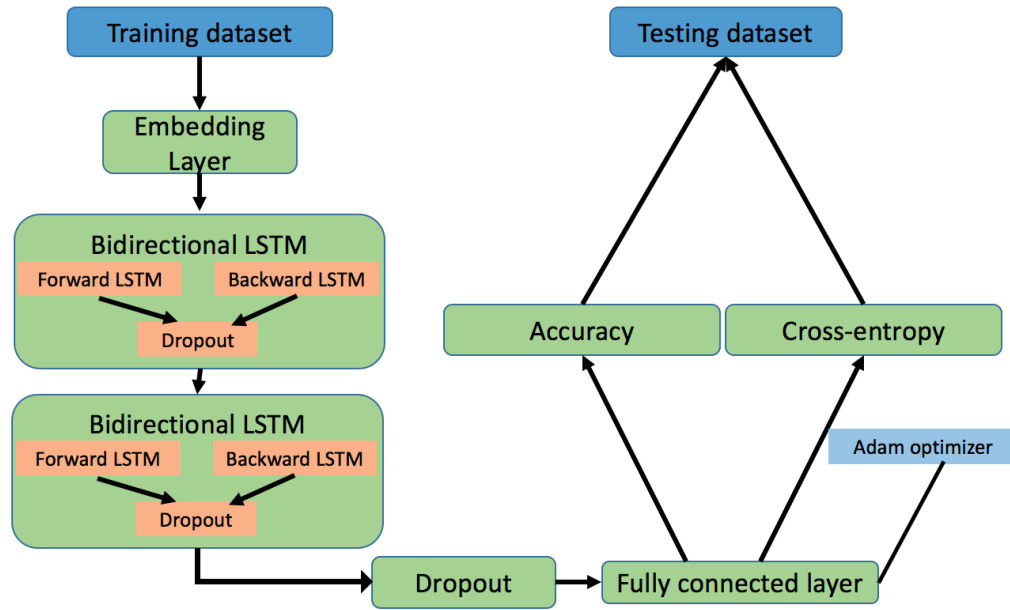 Training dataset
Embedding
Layer
Bidirectional LSTM
Forward LSTM
Backward LSTM
Dropout
Bidirectional LSTM
Forward LSTM
Backward LSTM
Dropout
Dropout
Fully connected layer
Adam optimizer
Accuracy
Cross-entropy
Testing dataset